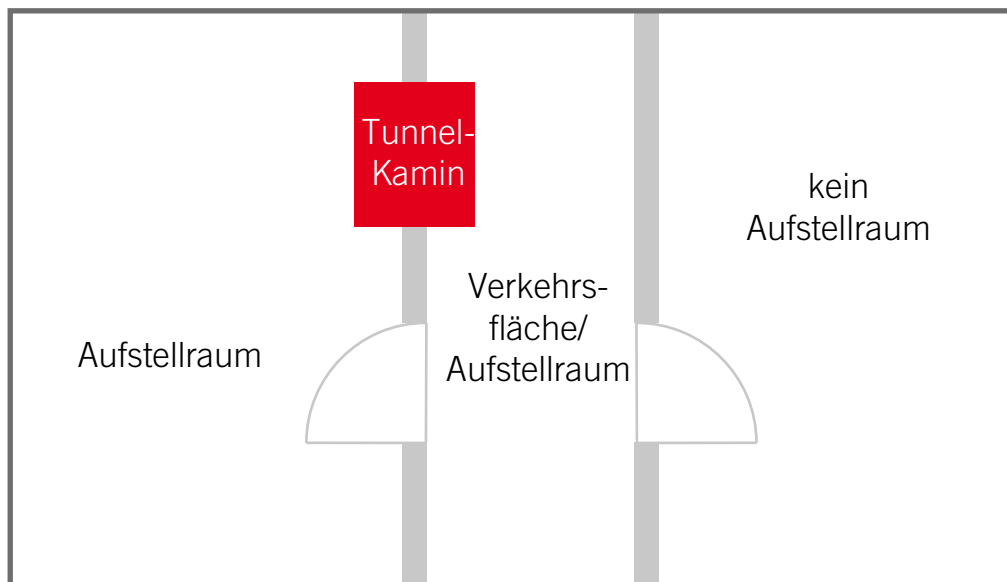 Tunnel-
Kamin
kein
Aufstellraum
Verkehrs-
fläche/
Aufstellraum
Aufstellraum